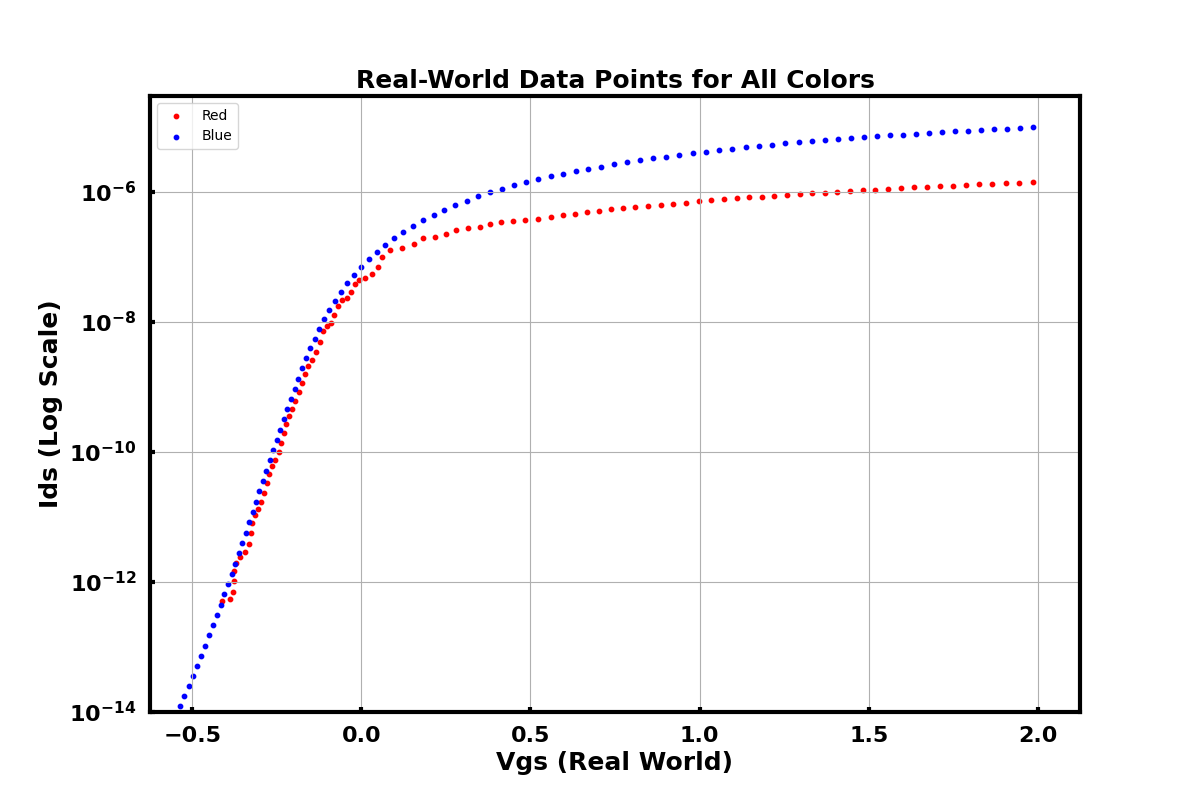 Real-World Data Points for All Colors
Red
Blue
10⁻⁶
10⁻⁸
10⁻¹⁰
10⁻¹²
10⁻¹⁴
Ids (Log Scale)
−0.5 0.0 0.5 1.0 1.5 2.0
Vgs (Real World)